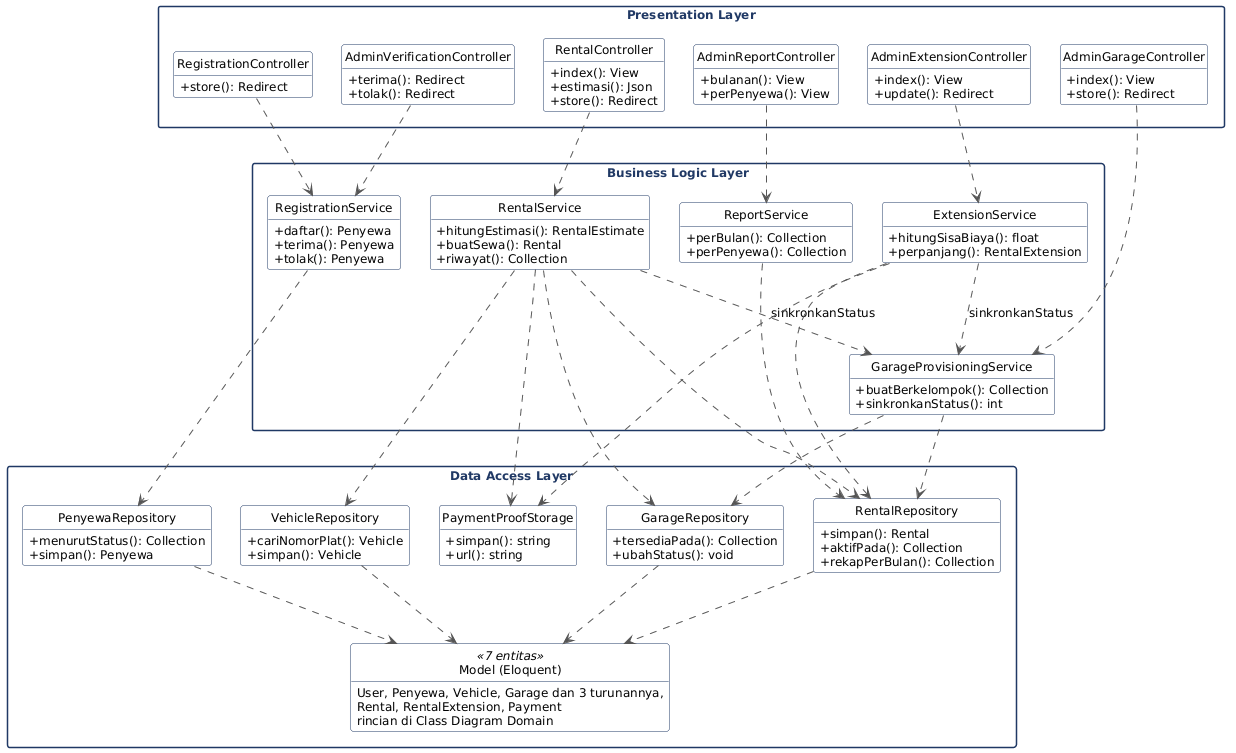 Presentation Layer
RegistrationController
+store(): Redirect
AdminVerificationController
+terima(): Redirect
+tolak(): Redirect
RentalController
+index(): View
+estimasi(): Json
+store(): Redirect
AdminReportController
+bulanan(): View
+perPenyewa(): View
AdminExtensionController
+index(): View
+update(): Redirect
AdminGarageController
+index(): View
+store(): Redirect
Business Logic Layer
RegistrationService
+daftar(): Penyewa
+terima(): Penyewa
+tolak(): Penyewa
RentalService
+hitungEstimasi(): RentalEstimate
+buatSewa(): Rental
+riwayat(): Collection
ReportService
+perBulan(): Collection
+perPenyewa(): Collection
ExtensionService
+hitungSisaBiaya(): float
+perpanjang(): RentalExtension
sinkronkanStatus
sinkronkanStatus
GarageProvisioningService
+buatBerkelompok(): Collection
+sinkronkanStatus(): int
Data Access Layer
PenyewaRepository
+menurutStatus(): Collection
+simpan(): Penyewa
VehicleRepository
+cariNomorPlat(): Vehicle
+simpan(): Vehicle
PaymentProofStorage
+simpan(): string
+url(): string
GarageRepository
+tersediaPada(): Collection
+ubahStatus(): void
RentalRepository
+simpan(): Rental
+aktifPada(): Collection
+rekapPerBulan(): Collection
«7 entitas»
Model (Eloquent)
User, Penyewa, Vehicle, Garage dan 3 turunannya,
Rental, RentalExtension, Payment
rincian di Class Diagram Domain